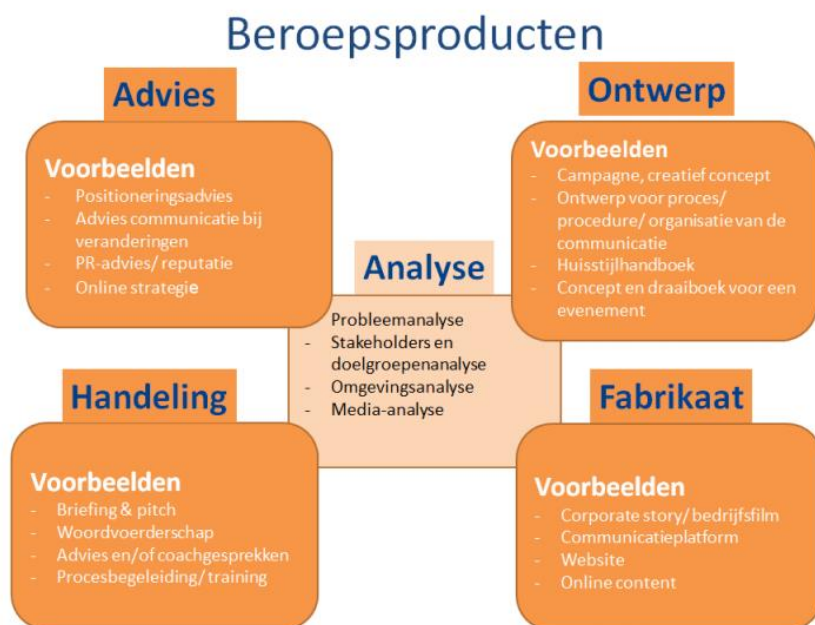 Beroepsproducten
Advies
Voorbeelden
- Positioneringsadvies
- Advies communicatie bij
veranderingen
- PR-advies/ reputatie
- Online strategie
Ontwerp
Voorbeelden
- Campagne, creatief concept
- Ontwerp voor proces/
procedure/ organisatie van de
communicatie
- Huisstijlhandboek
- Concept en draaiboek voor een
evenement
Analyse
Probleemanalyse
- Stakeholders en
doelgroepenanalyse
- Omgevingsanalyse
- Media-analyse
Handeling
Voorbeelden
- Briefing & pitch
- Woordvoerderschap
- Advies en/of coachgesprekken
- Procesbegeleiding/ training
Fabrikaat
Voorbeelden
- Corporate story/ bedrijfsfilm
- Communicatieplatform
- Website
- Online content